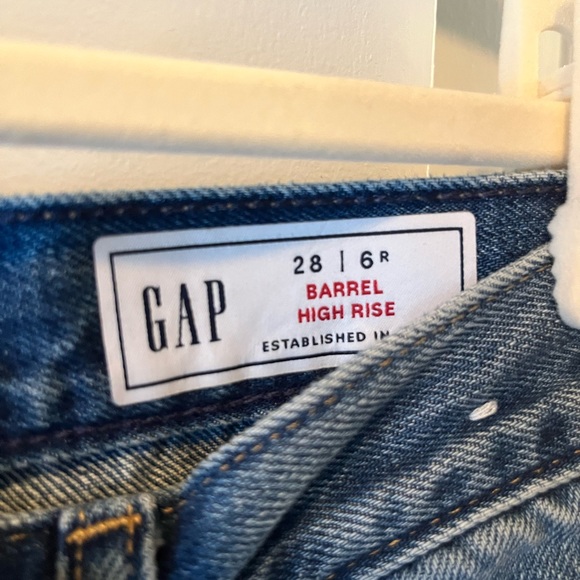 GAP
28 | 6R
BARREL
HIGH RISE
ESTABLISHED IN